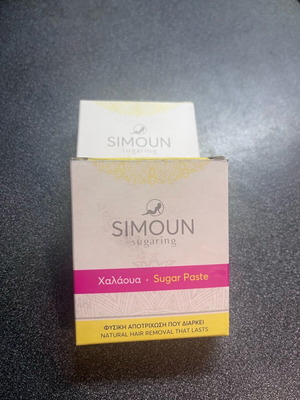 SIMOUN
sugaring
SIMOUN
sugaring
Χαλάουα • Sugar Paste
ΦΥΣΙΚΗ ΑΠΟΤΡΙΧΩΣΗ ΠΟΥ ΔΙΑΡΚΕΙ
NATURAL HAIR REMOVAL THAT LASTS